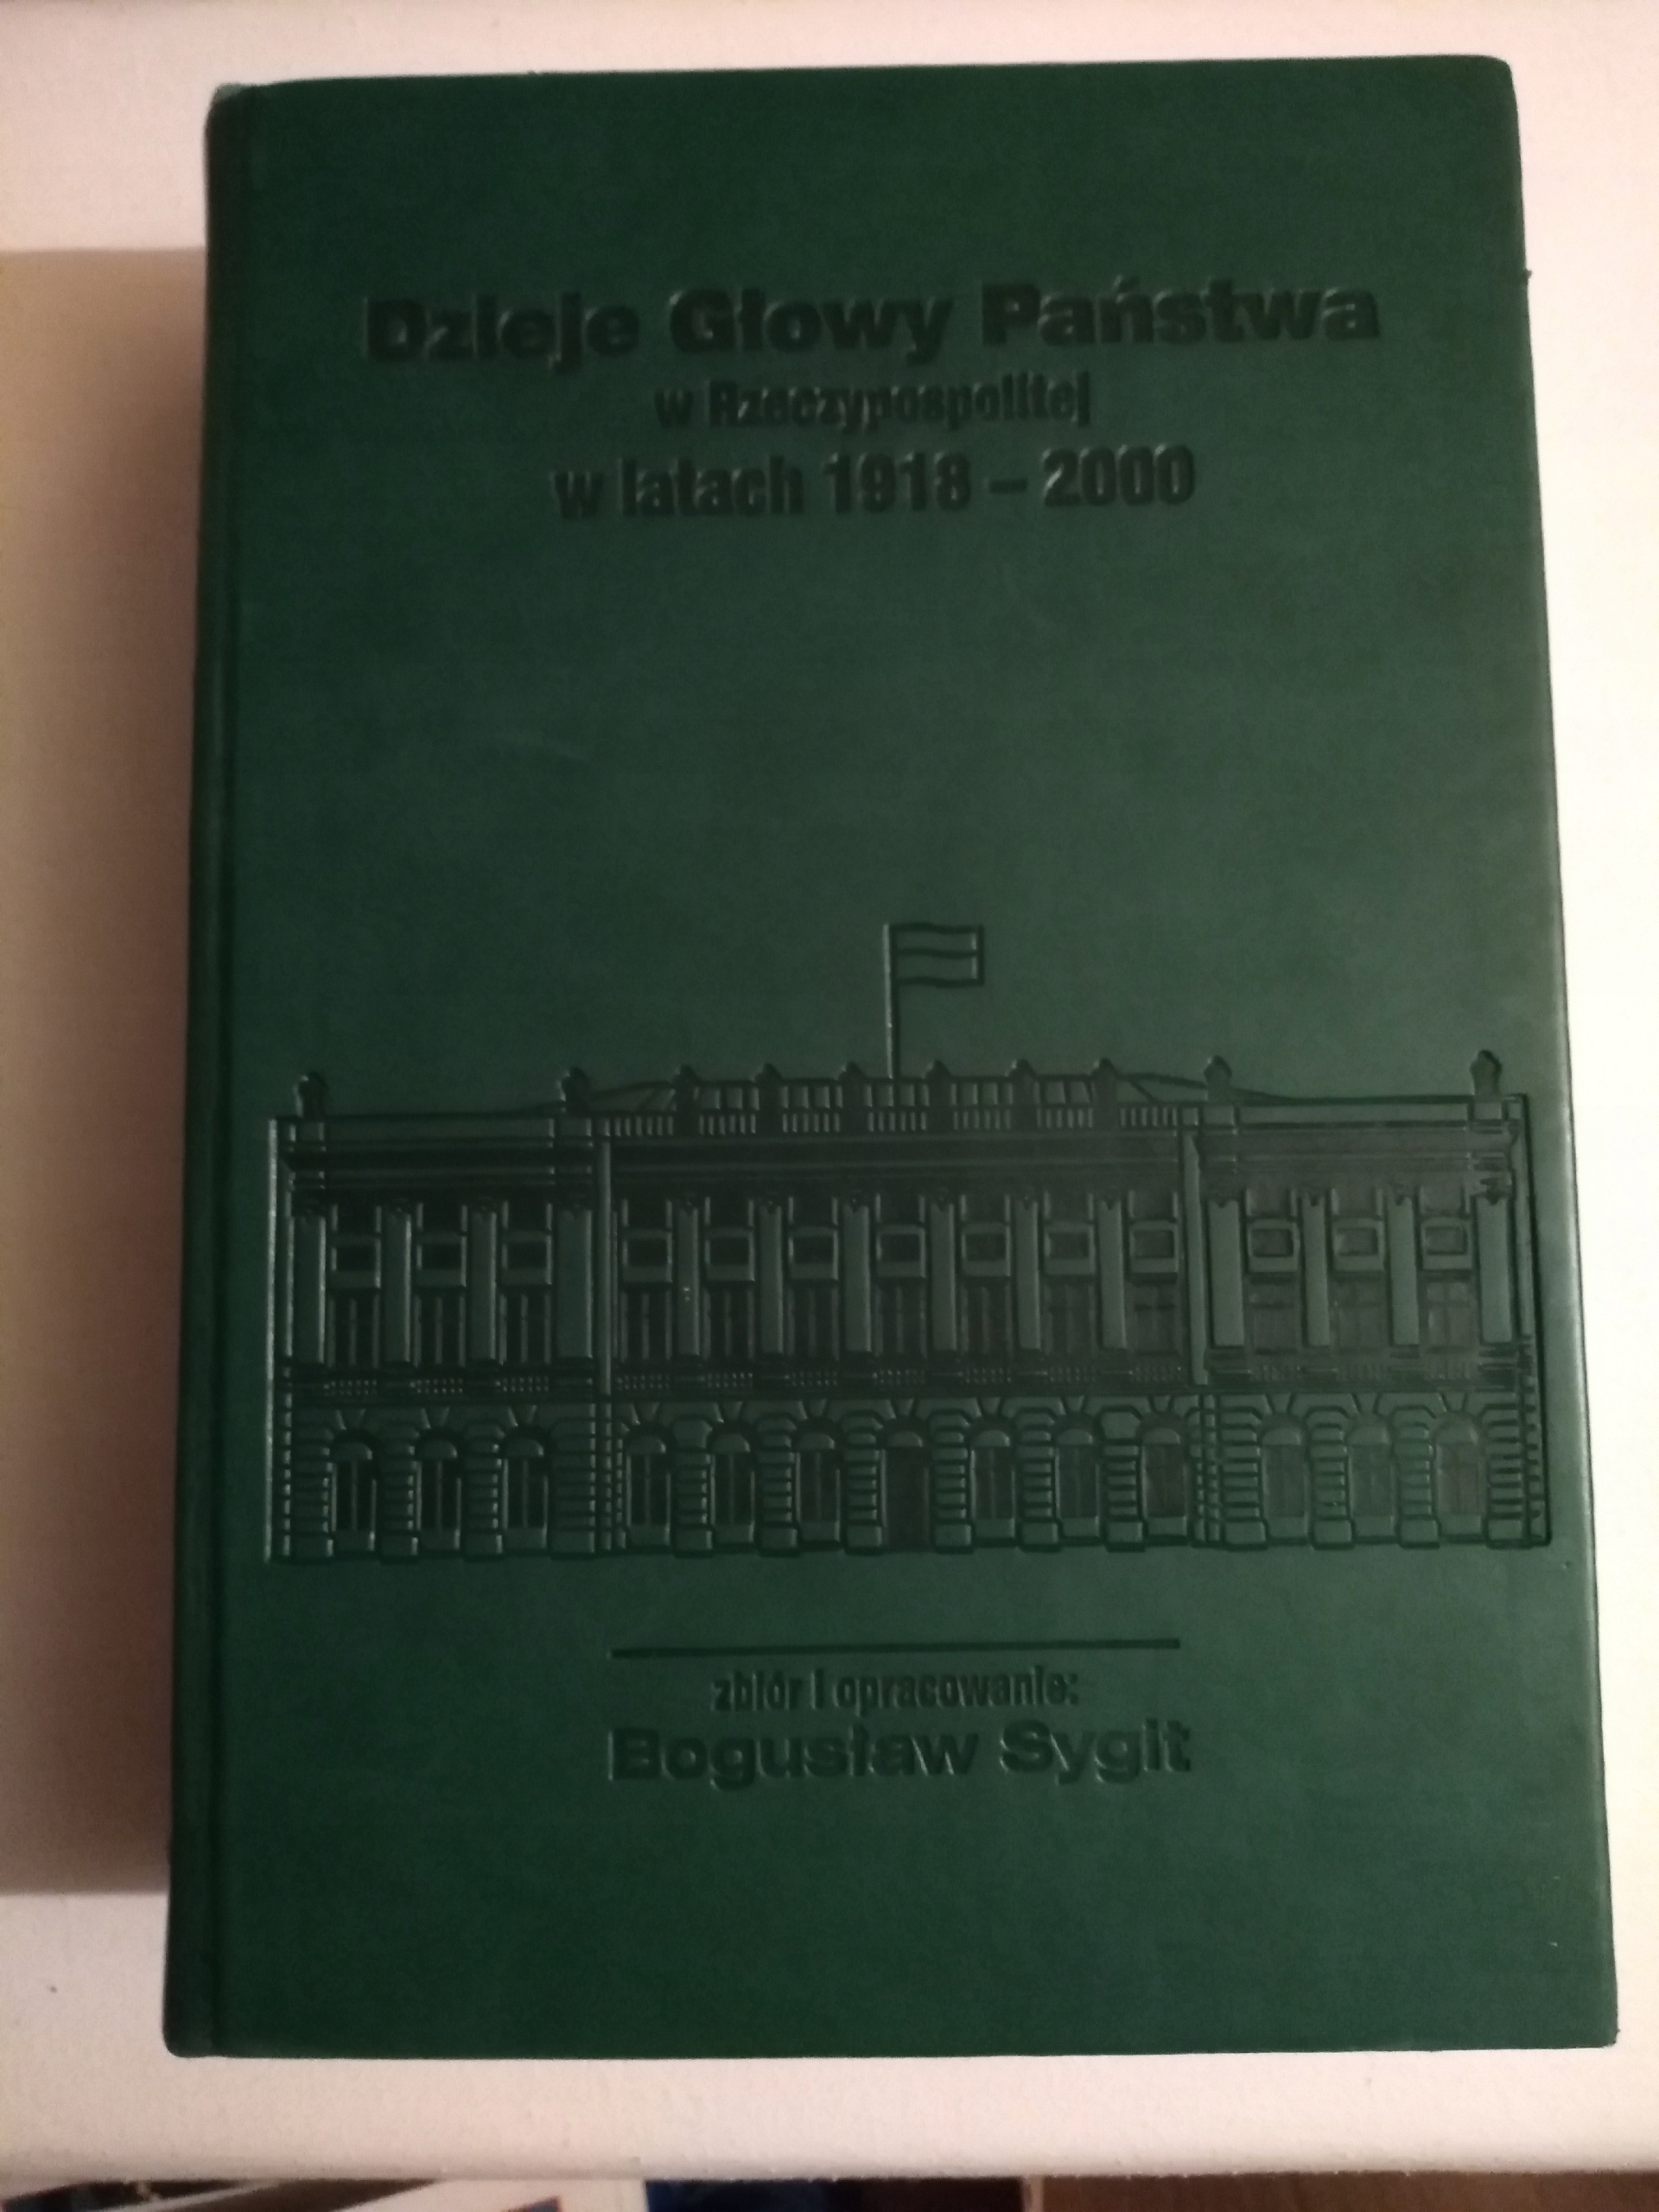 Dzieje Głowy Państwa
w Rzeczypospolitej
w latach 1918 – 2000
zbiór i opracowanie:
Bogusław Sygit